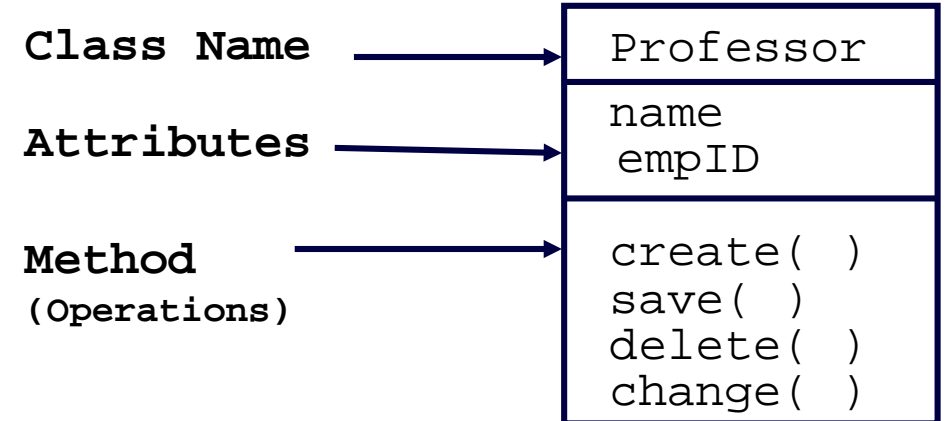 Class Name
Professor
Attributes
name
empID
Method
(Operations)
create( )
save( )
delete( )
change( )